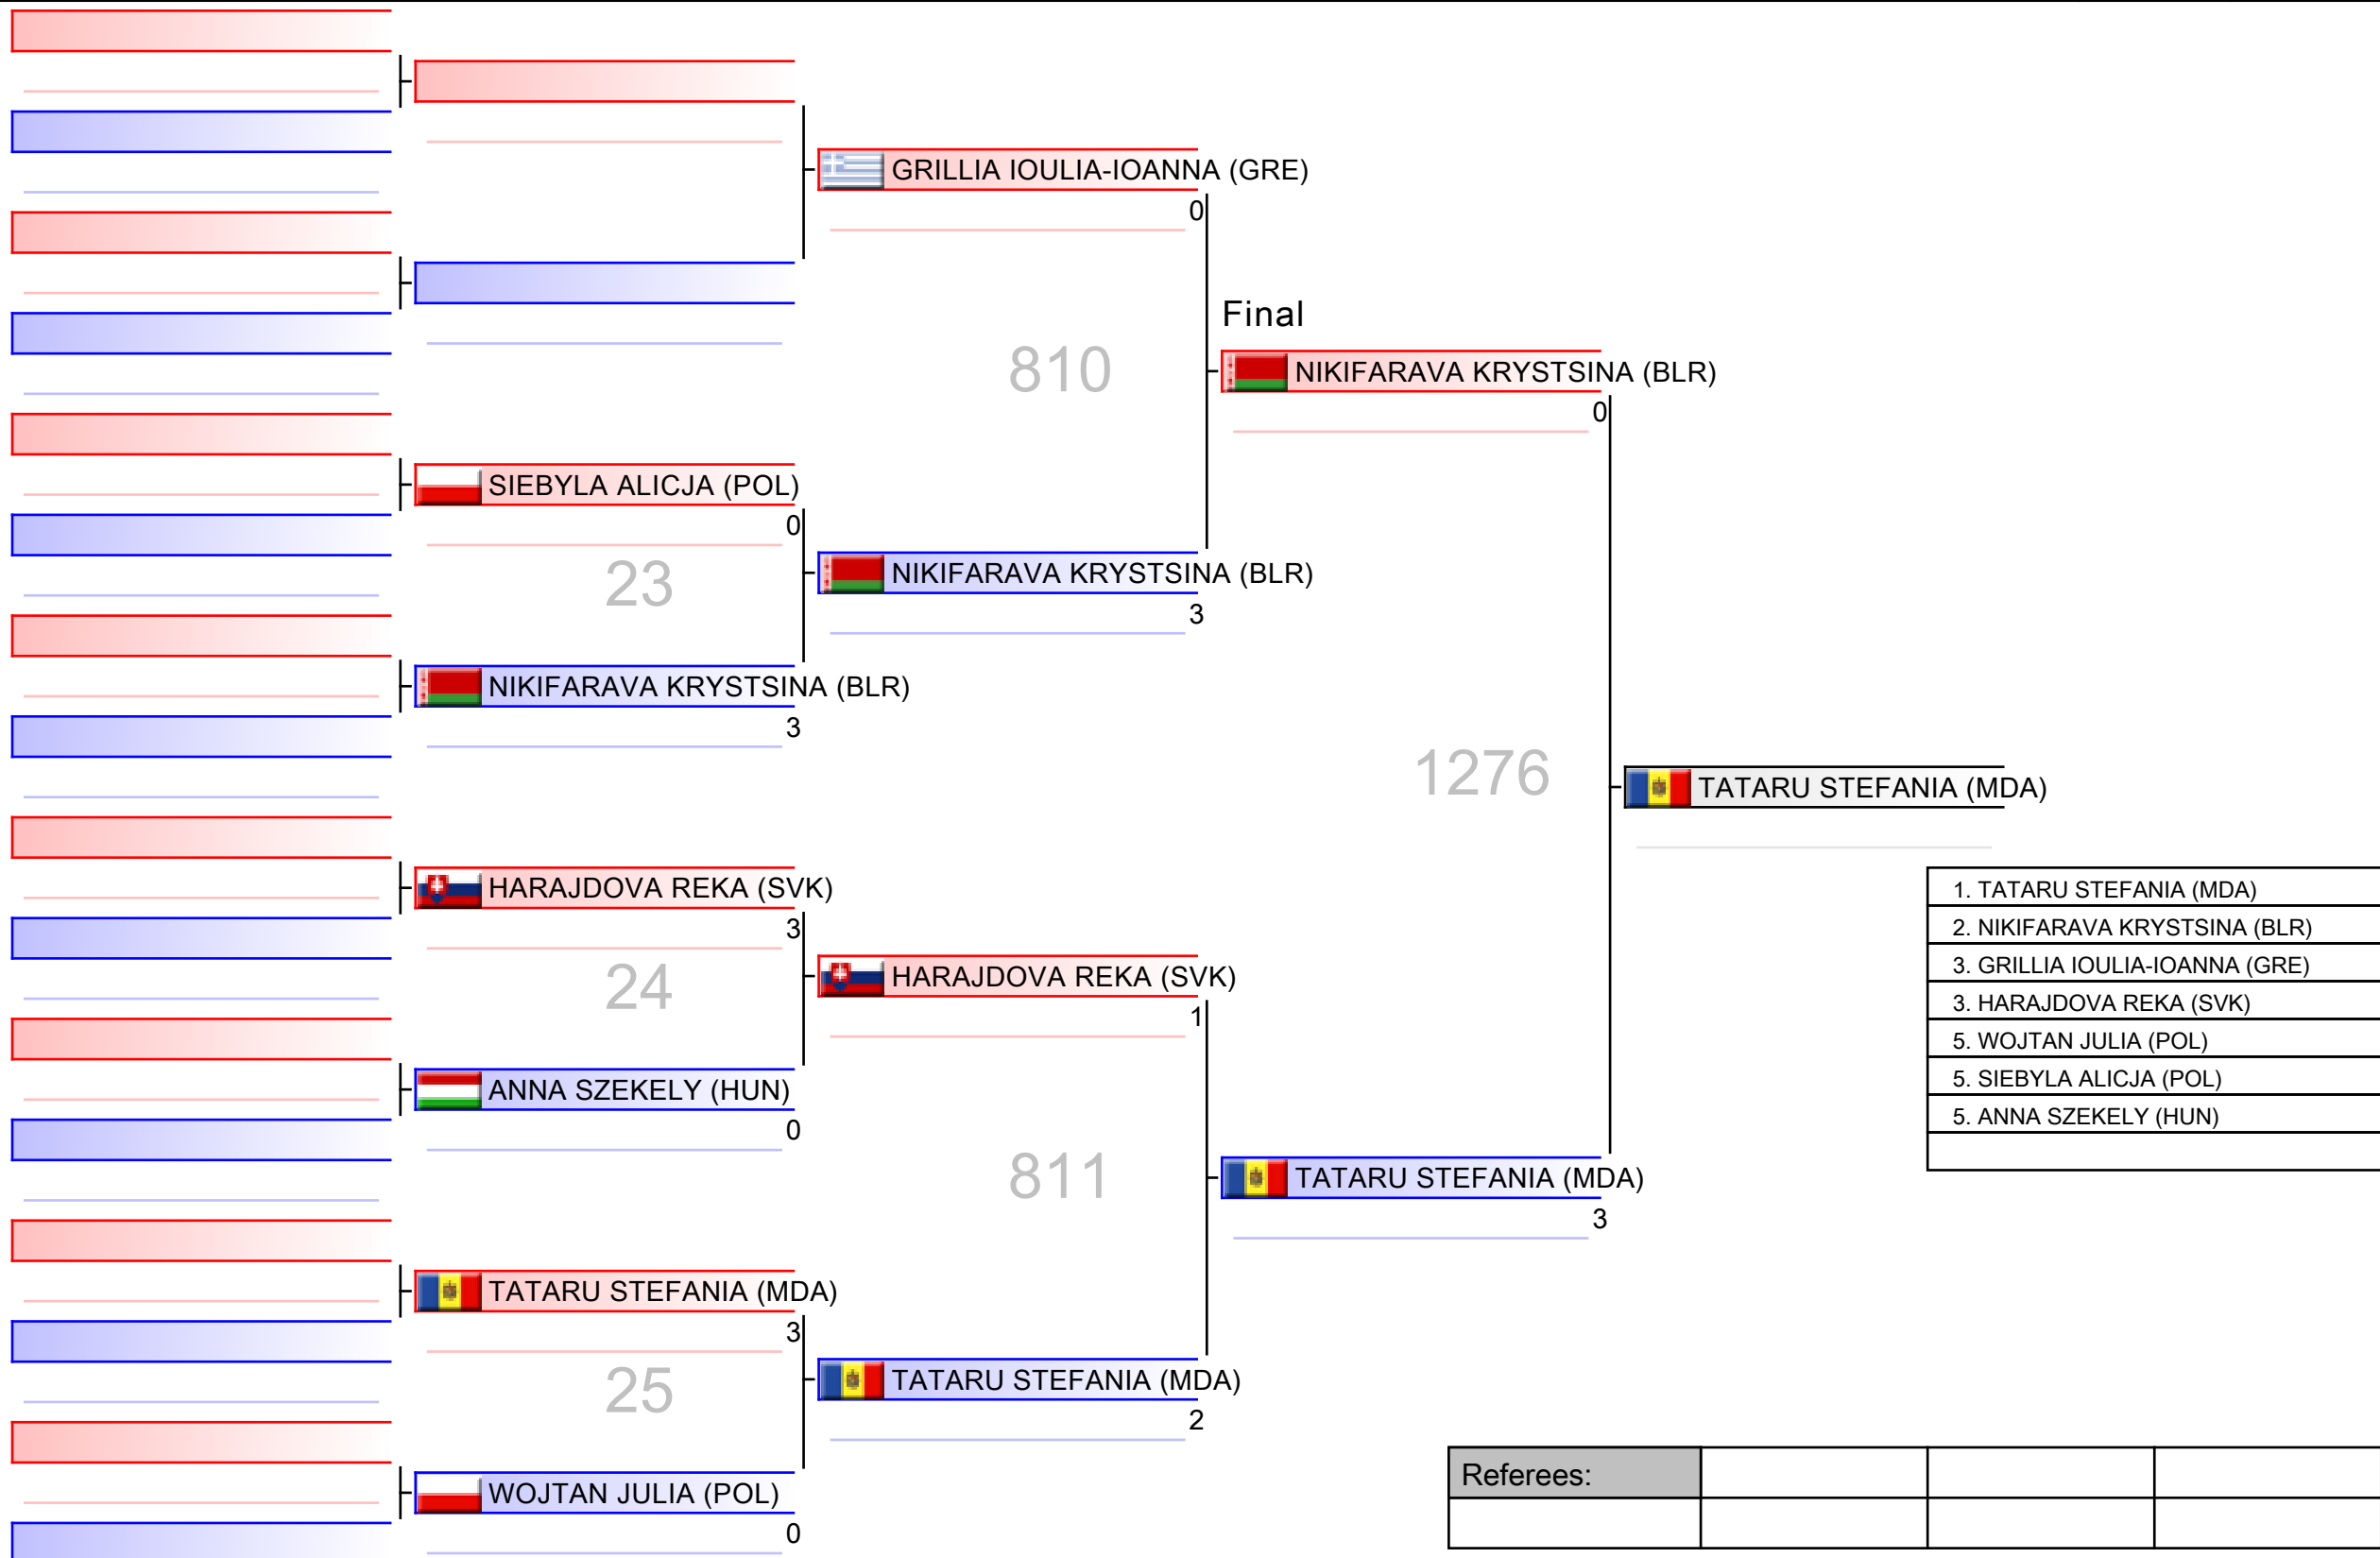 GRILLIA IOULIA-IOANNA (GRE)
0
Final
810
NIKIFARAVA KRYSTSINA (BLR)
0
SIEBYLA ALICJA (POL)
0
23
NIKIFARAVA KRYSTSINA (BLR)
3
NIKIFARAVA KRYSTSINA (BLR)
3
1276
TATARU STEFANIA (MDA)
HARAJDOVA REKA (SVK)
3
24
HARAJDOVA REKA (SVK)
1
ANNA SZEKELY (HUN)
0
811
TATARU STEFANIA (MDA)
3
TATARU STEFANIA (MDA)
3
25
TATARU STEFANIA (MDA)
2
WOJTAN JULIA (POL)
0
1. TATARU STEFANIA (MDA)
2. NIKIFARAVA KRYSTSINA (BLR)
3. GRILLIA IOULIA-IOANNA (GRE)
3. HARAJDOVA REKA (SVK)
5. WOJTAN JULIA (POL)
5. SIEBYLA ALICJA (POL)
5. ANNA SZEKELY (HUN)
Referees: